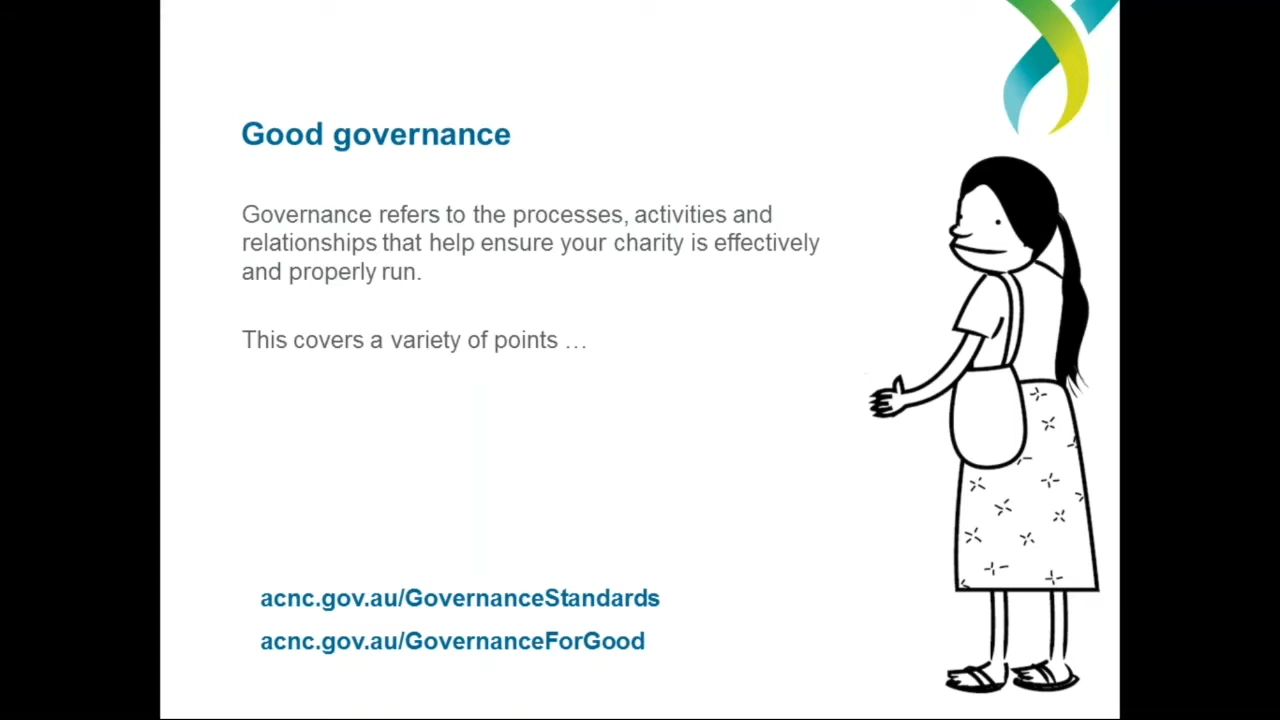 Good governance
Governance refers to the processes, activities and
relationships that help ensure your charity is effectively
and properly run.
This covers a variety of points …
acnc.gov.au/GovernanceStandards
acnc.gov.au/GovernanceForGood